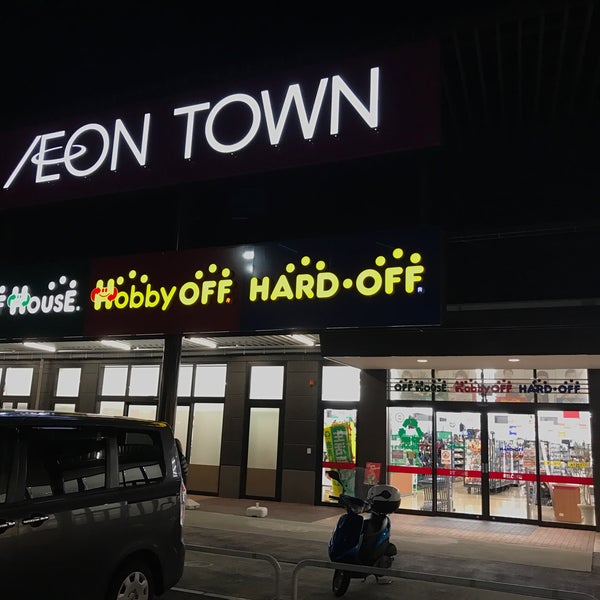 ÆON TOWN
F HOUSE. HobbyOFF. HARD・OFF®
OFF HOUSE HobbyOFF HARD・OFF